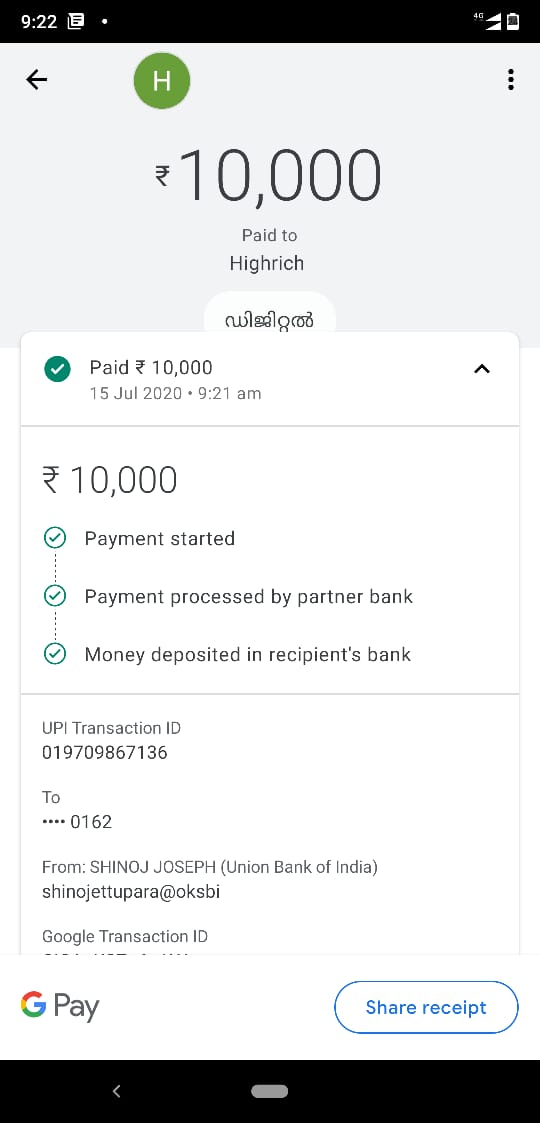 9:22
4G
H
₹10,000
Paid to
Highrich
ഡിജിറ്റൽ
Paid ₹ 10,000
15 Jul 2020 • 9:21 am
₹ 10,000
Payment started
Payment processed by partner bank
Money deposited in recipient's bank
UPI Transaction ID
019709867136
To
•••• 0162
From: SHINOJ JOSEPH (Union Bank of India)
shinojettupara@oksbi
Google Transaction ID
G Pay
Share receipt